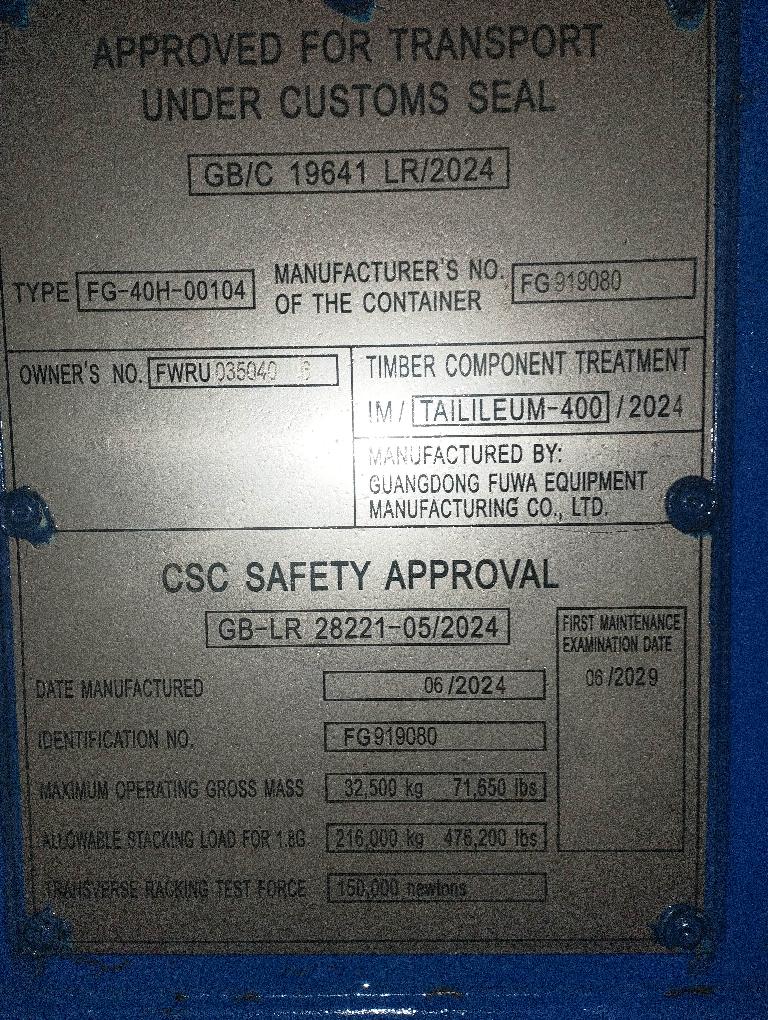 APPROVED FOR TRANSPORT
UNDER CUSTOMS SEAL
GB/C 19641 LR/2024
TYPE FG-40H-00104
MANUFACTURER'S NO.
OF THE CONTAINER
FG919080
OWNER'S NO. FWRU
TIMBER COMPONENT TREATMENT
IM / TAILILEUM-400 / 2024
MANUFACTURED BY:
GUANGDONG FUWA EQUIPMENT
MANUFACTURING CO., LTD.
CSC SAFETY APPROVAL
GB-LR 28221-05/2024
DATE MANUFACTURED 06/2024
IDENTIFICATION NO. FG919080
MAXIMUM OPERATING GROSS MASS 32,500 kg 71,650 lbs
ALLOWABLE STACKING LOAD FOR 1.8G 216,000 kg 476,200 lbs
TRANSVERSE RACKING TEST FORCE 150,000 newtons
FIRST MAINTENANCE
EXAMINATION DATE
06/2029